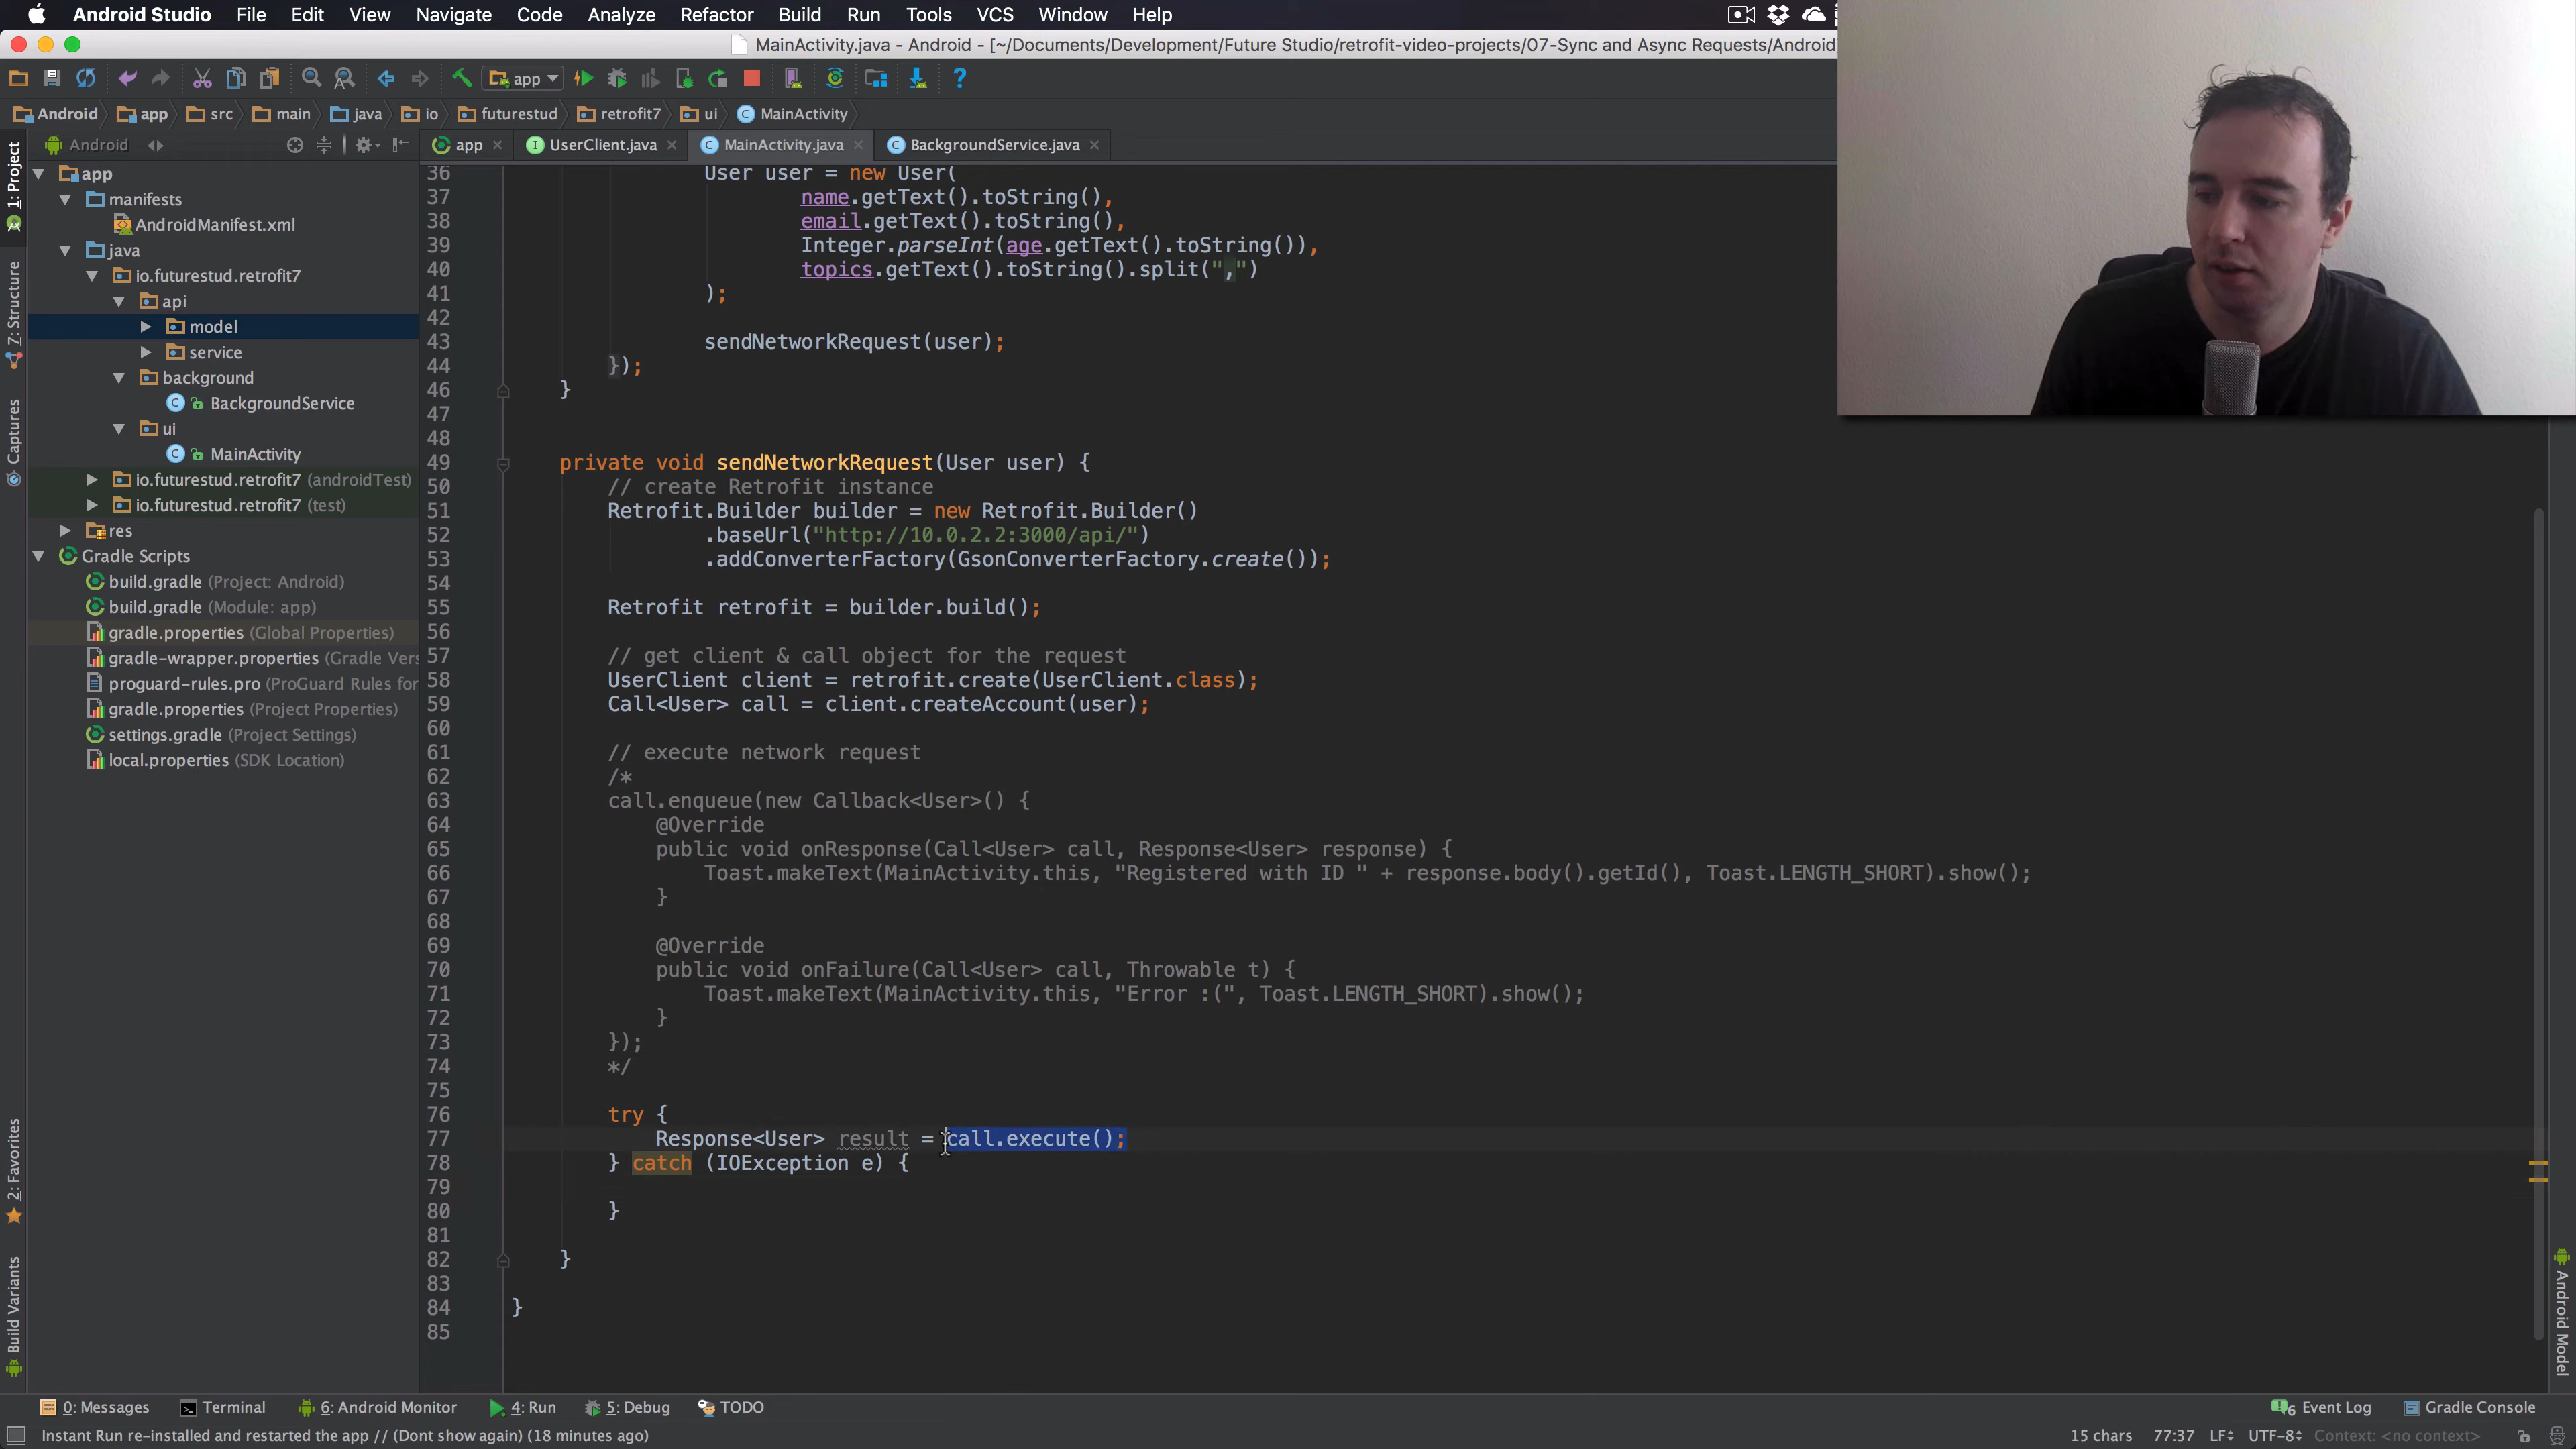 Android Studio File Edit View Navigate Code Analyze Refactor Build Run Tools VCS Window Help
MainActivity.java - Android - [~/Documents/Development/Future Studio/retrofit-video-projects/07-Sync and Async Requests/Android]
app
Android app src main java io futurestud retrofit7 ui MainActivity
Android
app UserClient.java MainActivity.java BackgroundService.java
1: Project
7: Structure
Captures
2: Favorites
Build Variants
app
manifests
AndroidManifest.xml
java
io.futurestud.retrofit7
api
model
service
background
BackgroundService
ui
MainActivity
io.futurestud.retrofit7 (androidTest)
io.futurestud.retrofit7 (test)
res
Gradle Scripts
build.gradle (Project: Android)
build.gradle (Module: app)
gradle.properties (Global Properties)
gradle-wrapper.properties (Gradle Vers
proguard-rules.pro (ProGuard Rules for
gradle.properties (Project Properties)
settings.gradle (Project Settings)
local.properties (SDK Location)
36 User user = new User(
37 name.getText().toString(),
38 email.getText().toString(),
39 Integer.parseInt(age.getText().toString()),
40 topics.getText().toString().split(",")
41 );
42
43 sendNetworkRequest(user);
44 });
46 }
47
48
49 private void sendNetworkRequest(User user) {
50 // create Retrofit instance
51 Retrofit.Builder builder = new Retrofit.Builder()
52 .baseUrl("http://10.0.2.2:3000/api/")
53 .addConverterFactory(GsonConverterFactory.create());
54
55 Retrofit retrofit = builder.build();
56
57 // get client & call object for the request
58 UserClient client = retrofit.create(UserClient.class);
59 Call<User> call = client.createAccount(user);
60
61 // execute network request
62 /*
63 call.enqueue(new Callback<User>() {
64 @Override
65 public void onResponse(Call<User> call, Response<User> response) {
66 Toast.makeText(MainActivity.this, "Registered with ID " + response.body().getId(), Toast.LENGTH_SHORT).show();
67 }
68
69 @Override
70 public void onFailure(Call<User> call, Throwable t) {
71 Toast.makeText(MainActivity.this, "Error :(", Toast.LENGTH_SHORT).show();
72 }
73 });
74 */
75
76 try {
77 Response<User> result = call.execute();
78 } catch (IOException e) {
79
80 }
81
82 }
83
84 }
85
Android Model
0: Messages Terminal 6: Android Monitor 4: Run 5: Debug TODO 6 Event Log Gradle Console
Instant Run re-installed and restarted the app // (Dont show again) (18 minutes ago) 15 chars 77:37 LF UTF-8 Context: <no context>